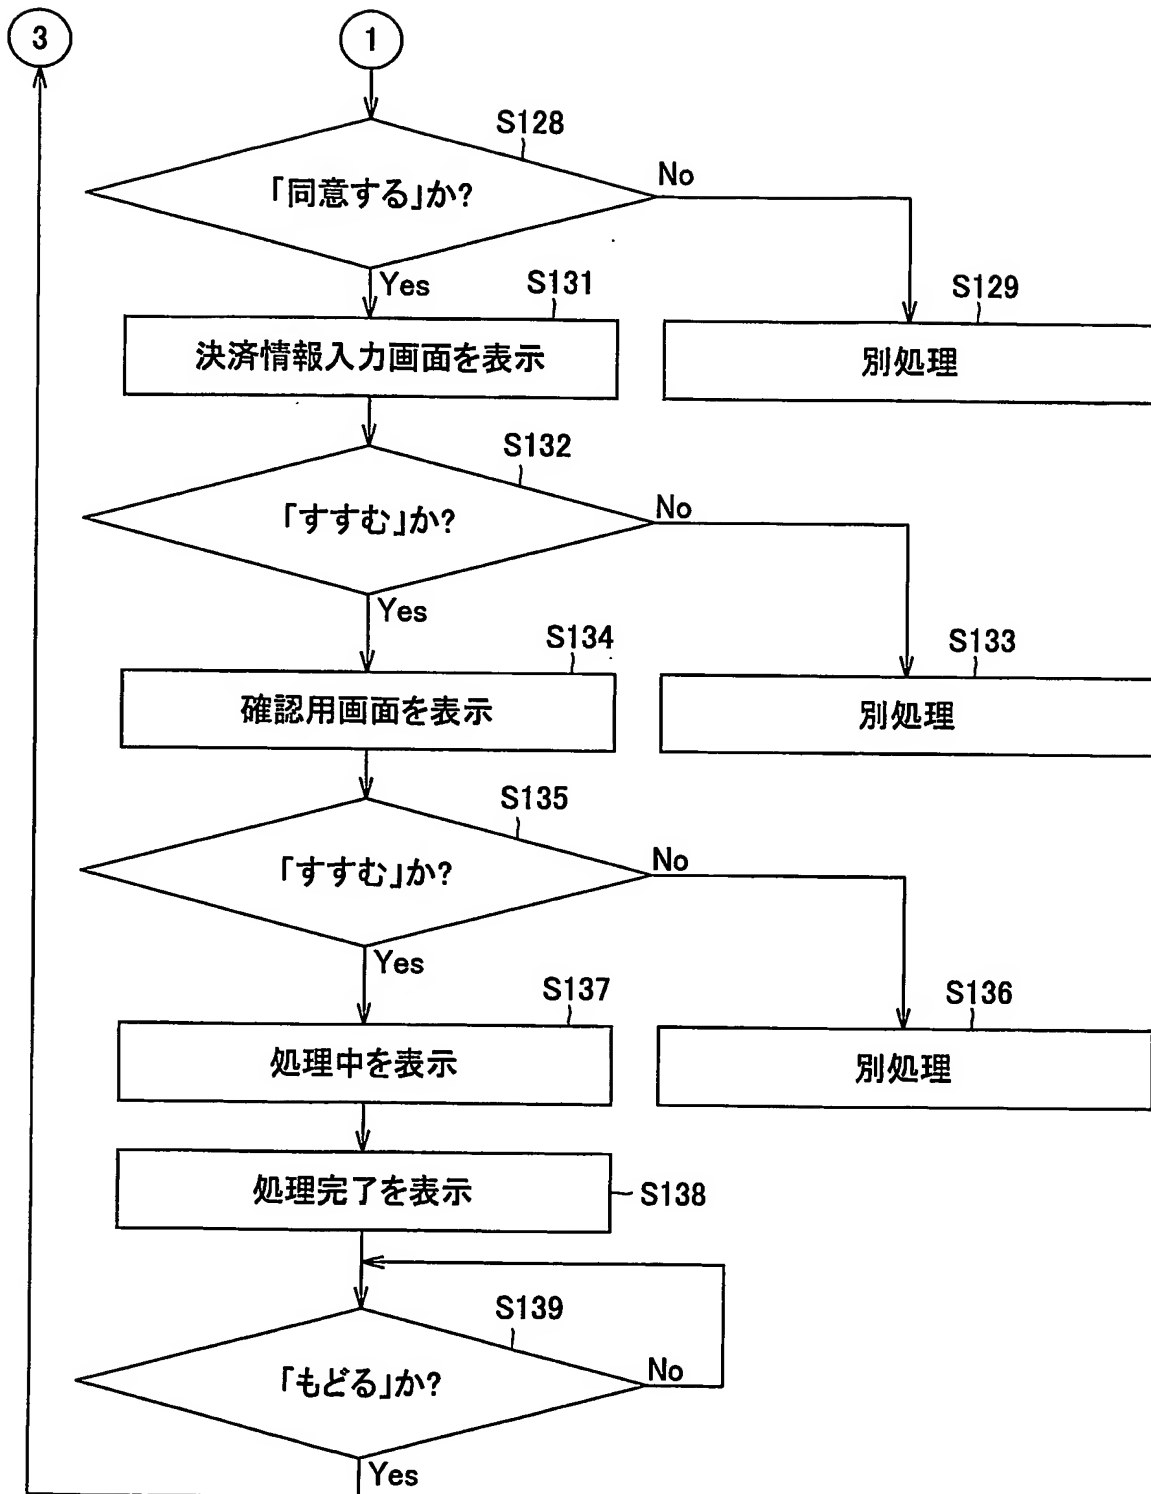 3
1
S128
「同意する」か?
No
Yes
S131
S129
決済情報入力画面を表示
別処理
S132
「すすむ」か?
No
Yes
S134
S133
確認用画面を表示
別処理
S135
「すすむ」か?
No
Yes
S137
S136
処理中を表示
別処理
処理完了を表示
S138
S139
「もどる」か?
No
Yes